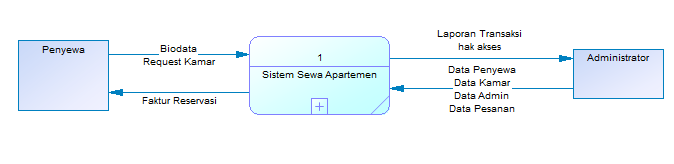 Penyewa
Biodata
Request Kamar
Faktur Reservasi
1
Sistem Sewa Apartemen
Laporan Transaksi
hak akses
Data Penyewa
Data Kamar
Data Admin
Data Pesanan
Administrator